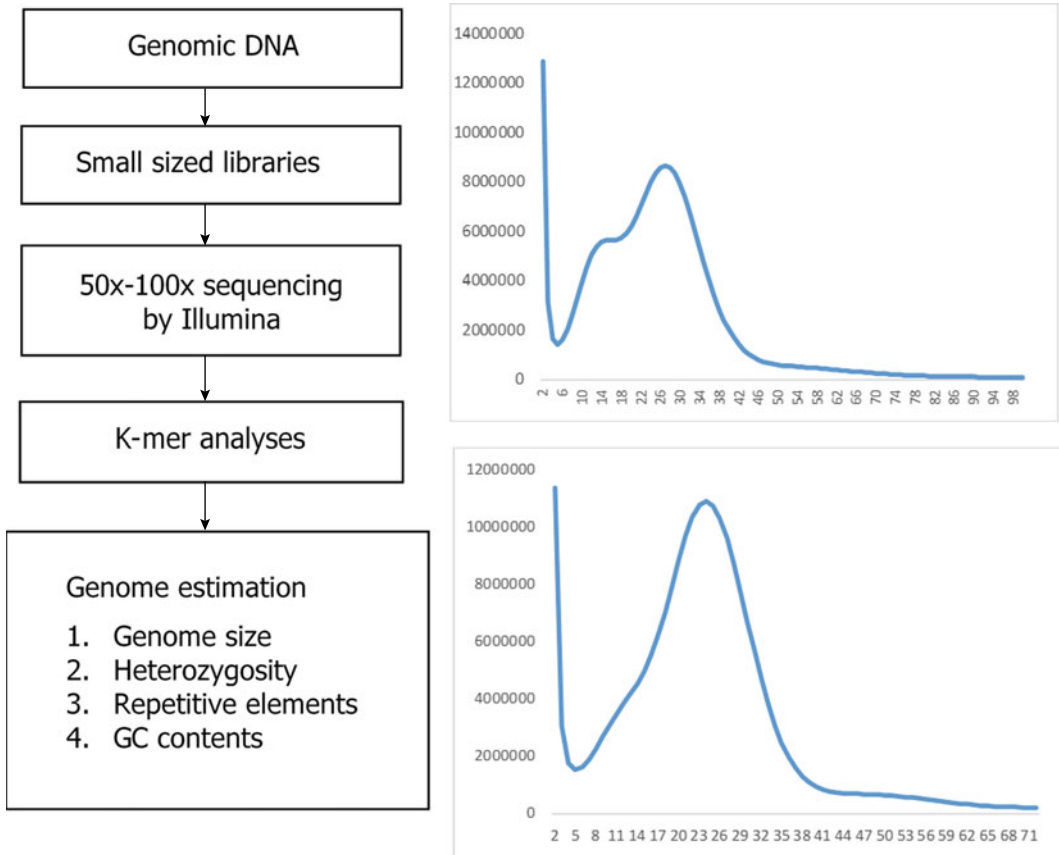 Genomic DNA
Small sized libraries
50x-100x sequencing
by Illumina
K-mer analyses
Genome estimation
1. Genome size
2. Heterozygosity
3. Repetitive elements
4. GC contents
14000000
12000000
10000000
8000000
6000000
4000000
2000000
0
2 6 10 14 18 22 26 30 34 38 42 46 50 54 58 62 66 70 74 78 82 86 90 94 98
12000000
10000000
8000000
6000000
4000000
2000000
0
2 5 8 11 14 17 20 23 26 29 32 35 38 41 44 47 50 53 56 59 62 65 68 71